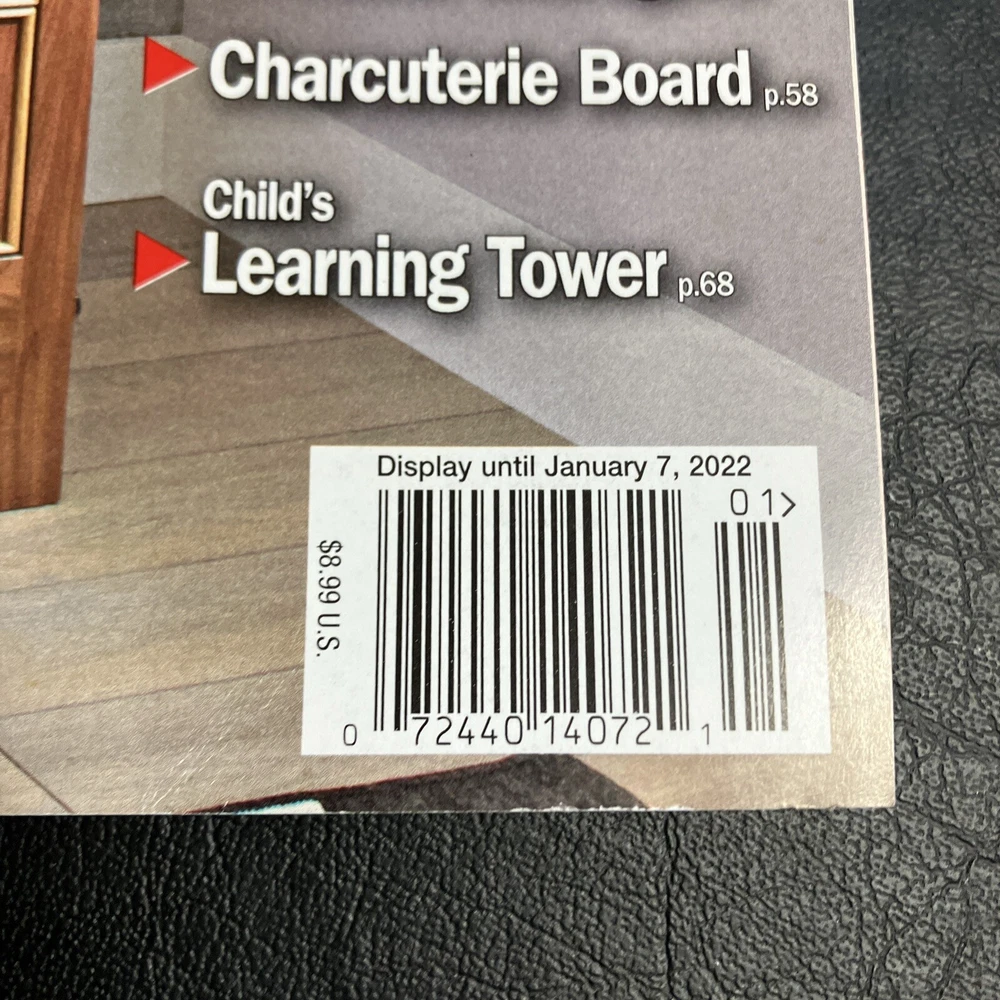 Charcuterie Board p.58
Child's
Learning Tower p.68
Display until January 7, 2022
01>
$8.99 U.S.
0 72440 14072 1